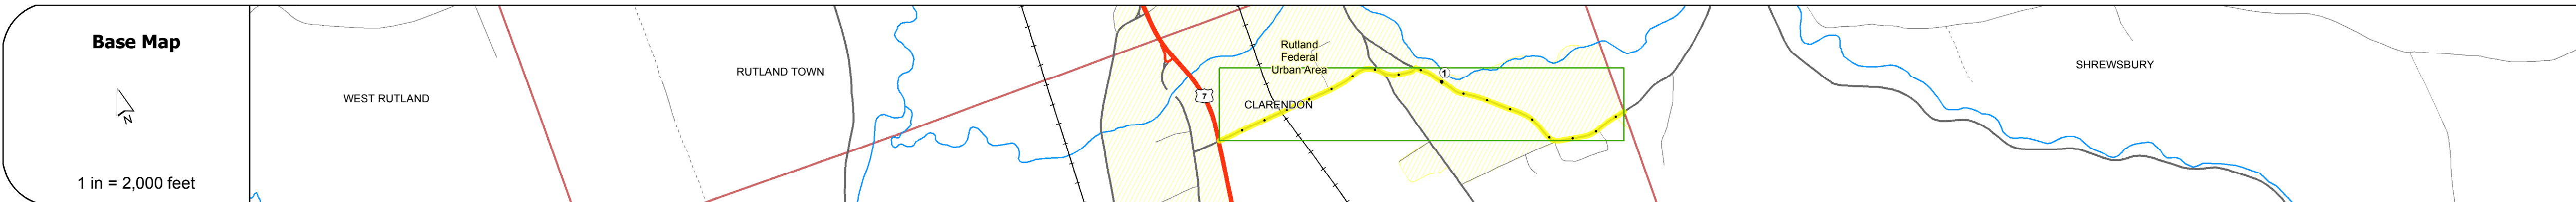 Base Map
N
1 in = 2,000 feet
WEST RUTLAND
RUTLAND TOWN
7
Rutland
Federal
Urban Area
CLARENDON
1
SHREWSBURY